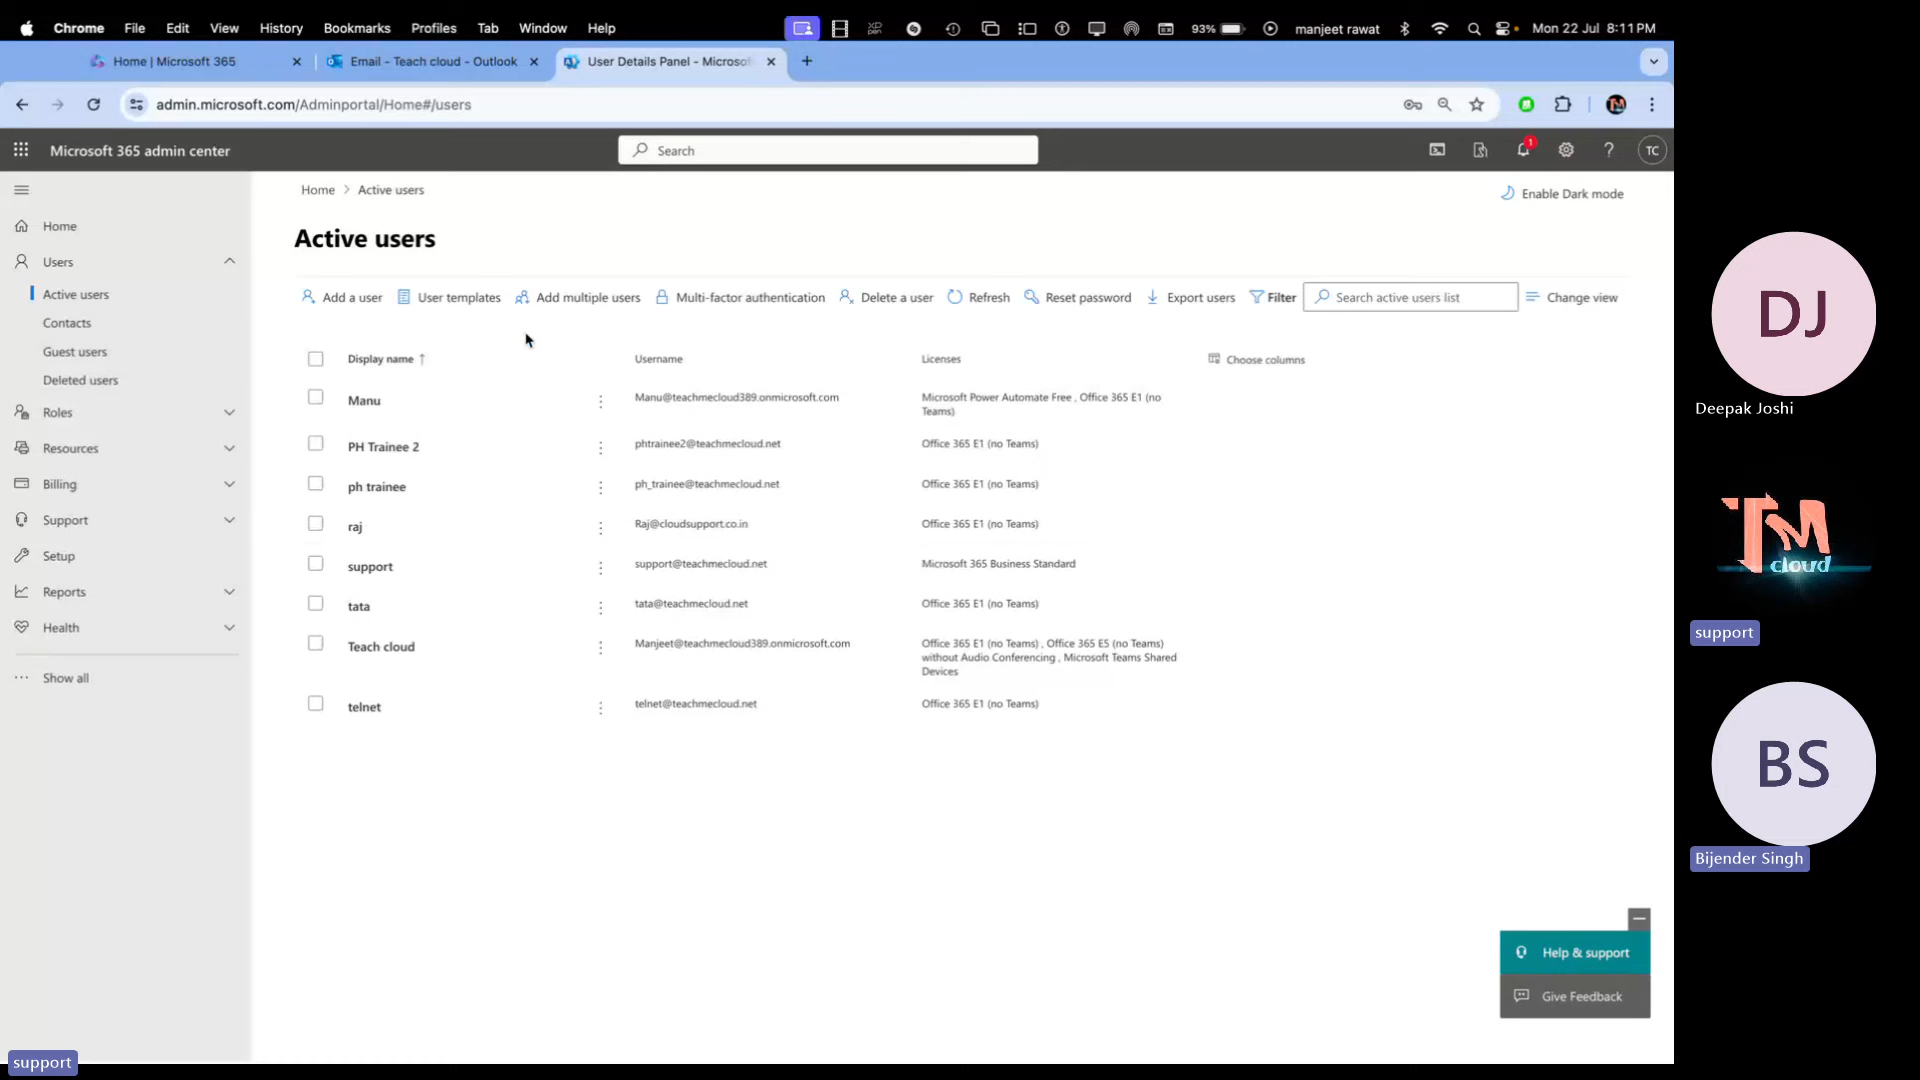 Chrome File Edit View History Bookmarks Profiles Tab Window Help 93% manjeet rawat Mon 22 Jul 8:11 PM
Home | Microsoft 365 Email - Teach cloud - Outlook User Details Panel - Microso
admin.microsoft.com/Adminportal/Home#/users
Microsoft 365 admin center Search 1 TC
Home > Active users Enable Dark mode
Active users
Add a user User templates Add multiple users Multi-factor authentication Delete a user Refresh Reset password Export users Filter Search active users list Change view
Home
Users
Active users
Contacts
Guest users
Deleted users
Roles
Resources
Billing
Support
Setup
Reports
Health
Show all
Display name ↑ Username Licenses Choose columns
Manu Manu@teachmecloud389.onmicrosoft.com Microsoft Power Automate Free , Office 365 E1 (no
Teams)
PH Trainee 2 phtrainee2@teachmecloud.net Office 365 E1 (no Teams)
ph trainee ph_trainee@teachmecloud.net Office 365 E1 (no Teams)
raj Raj@cloudsupport.co.in Office 365 E1 (no Teams)
support support@teachmecloud.net Microsoft 365 Business Standard
tata tata@teachmecloud.net Office 365 E1 (no Teams)
Teach cloud Manjeet@teachmecloud389.onmicrosoft.com Office 365 E1 (no Teams) , Office 365 E5 (no Teams)
without Audio Conferencing , Microsoft Teams Shared
Devices
telnet telnet@teachmecloud.net Office 365 E1 (no Teams)
Help & support
Give Feedback
DJ
Deepak Joshi
TM
cloud
support
BS
Bijender Singh
support